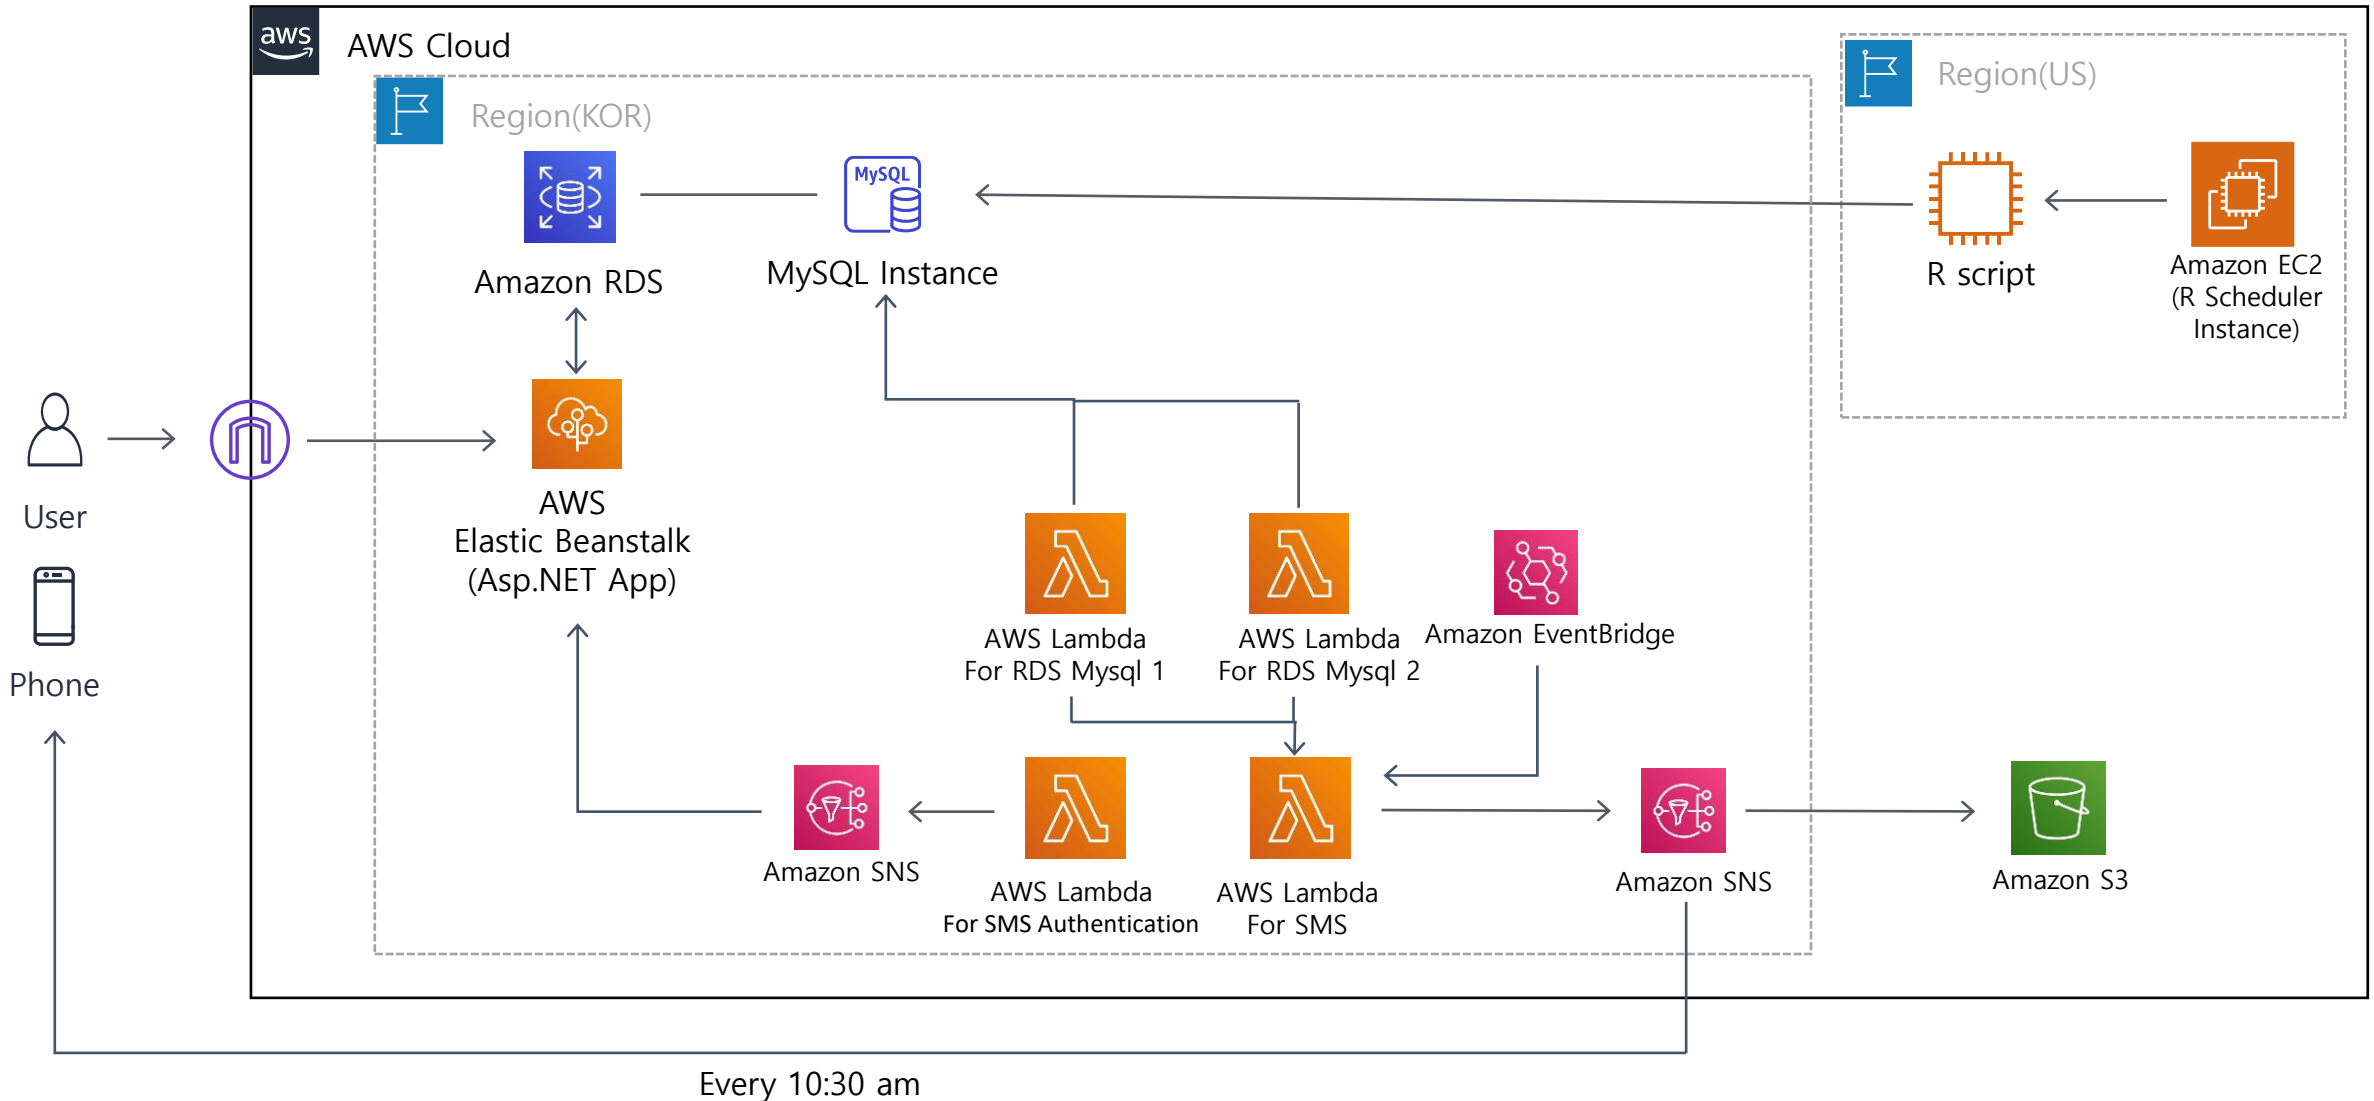 aws
AWS Cloud
Region(US)
Region(KOR)
MySQL
Amazon RDS
MySQL Instance
R script
Amazon EC2
(R Scheduler
Instance)
User
AWS
Elastic Beanstalk
(Asp.NET App)
Phone
AWS Lambda
For RDS Mysql 1
AWS Lambda
For RDS Mysql 2
Amazon EventBridge
Amazon SNS
AWS Lambda
For SMS Authentication
AWS Lambda
For SMS
Amazon SNS
Amazon S3
Every 10:30 am